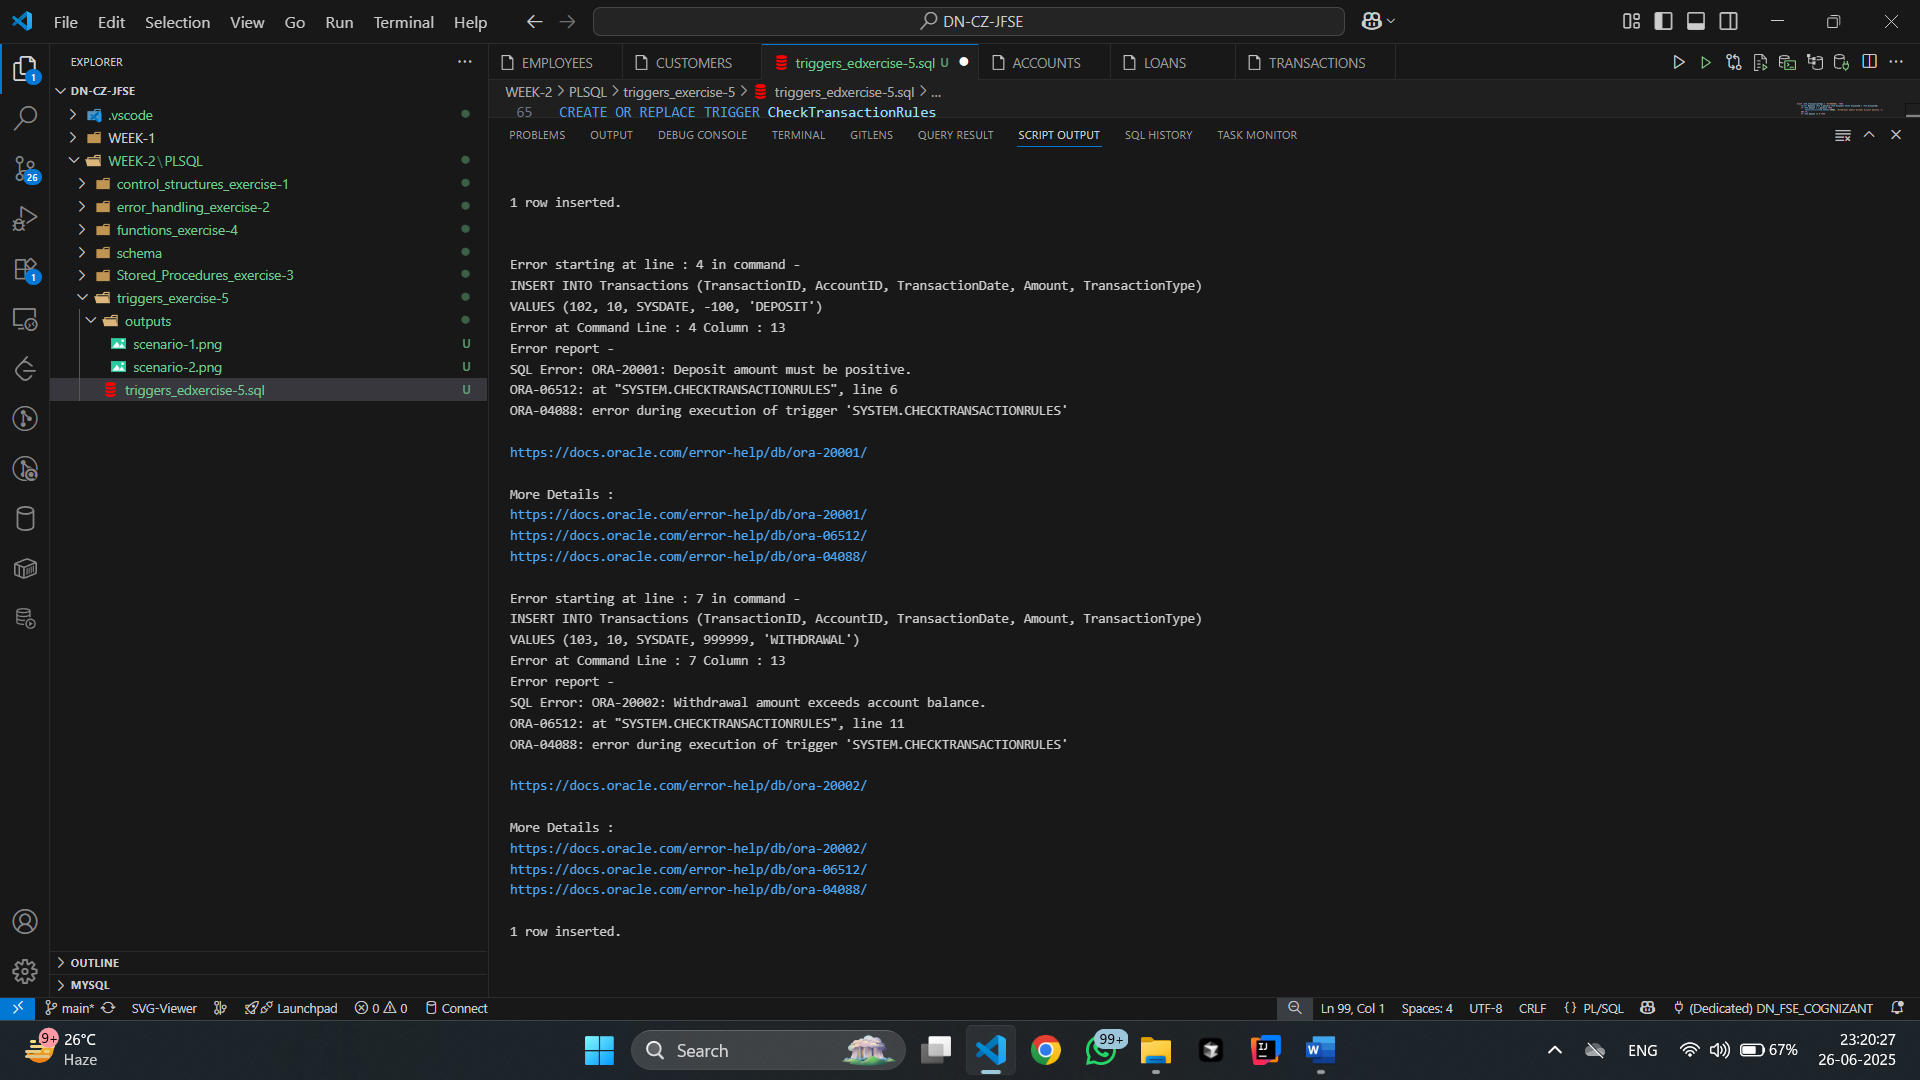 File Edit Selection View Go Run Terminal Help
DN-CZ-JFSE
EXPLORER
DN-CZ-JFSE
.vscode
WEEK-1
WEEK-2\PLSQL
control_structures_exercise-1
error_handling_exercise-2
functions_exercise-4
schema
Stored_Procedures_exercise-3
triggers_exercise-5
outputs
scenario-1.png U
scenario-2.png U
triggers_edxercise-5.sql U
OUTLINE
MYSQL
1
26
1
EMPLOYEES CUSTOMERS triggers_edxercise-5.sql U ACCOUNTS LOANS TRANSACTIONS
WEEK-2 > PLSQL > triggers_exercise-5 > triggers_edxercise-5.sql > ...
65 CREATE OR REPLACE TRIGGER CheckTransactionRules
PROBLEMS OUTPUT DEBUG CONSOLE TERMINAL GITLENS QUERY RESULT SCRIPT OUTPUT SQL HISTORY TASK MONITOR
1 row inserted.
Error starting at line : 4 in command -
INSERT INTO Transactions (TransactionID, AccountID, TransactionDate, Amount, TransactionType)
VALUES (102, 10, SYSDATE, -100, 'DEPOSIT')
Error at Command Line : 4 Column : 13
Error report -
SQL Error: ORA-20001: Deposit amount must be positive.
ORA-06512: at "SYSTEM.CHECKTRANSACTIONRULES", line 6
ORA-04088: error during execution of trigger 'SYSTEM.CHECKTRANSACTIONRULES'
https://docs.oracle.com/error-help/db/ora-20001/
More Details :
https://docs.oracle.com/error-help/db/ora-20001/
https://docs.oracle.com/error-help/db/ora-06512/
https://docs.oracle.com/error-help/db/ora-04088/
Error starting at line : 7 in command -
INSERT INTO Transactions (TransactionID, AccountID, TransactionDate, Amount, TransactionType)
VALUES (103, 10, SYSDATE, 999999, 'WITHDRAWAL')
Error at Command Line : 7 Column : 13
Error report -
SQL Error: ORA-20002: Withdrawal amount exceeds account balance.
ORA-06512: at "SYSTEM.CHECKTRANSACTIONRULES", line 11
ORA-04088: error during execution of trigger 'SYSTEM.CHECKTRANSACTIONRULES'
https://docs.oracle.com/error-help/db/ora-20002/
More Details :
https://docs.oracle.com/error-help/db/ora-20002/
https://docs.oracle.com/error-help/db/ora-06512/
https://docs.oracle.com/error-help/db/ora-04088/
1 row inserted.
main* SVG-Viewer Launchpad 0 0 Connect Ln 99, Col 1 Spaces: 4 UTF-8 CRLF {} PL/SQL (Dedicated) DN_FSE_COGNIZANT
9+ 26°C
Haze
Search
99+
ENG
67%
23:20:27
26-06-2025